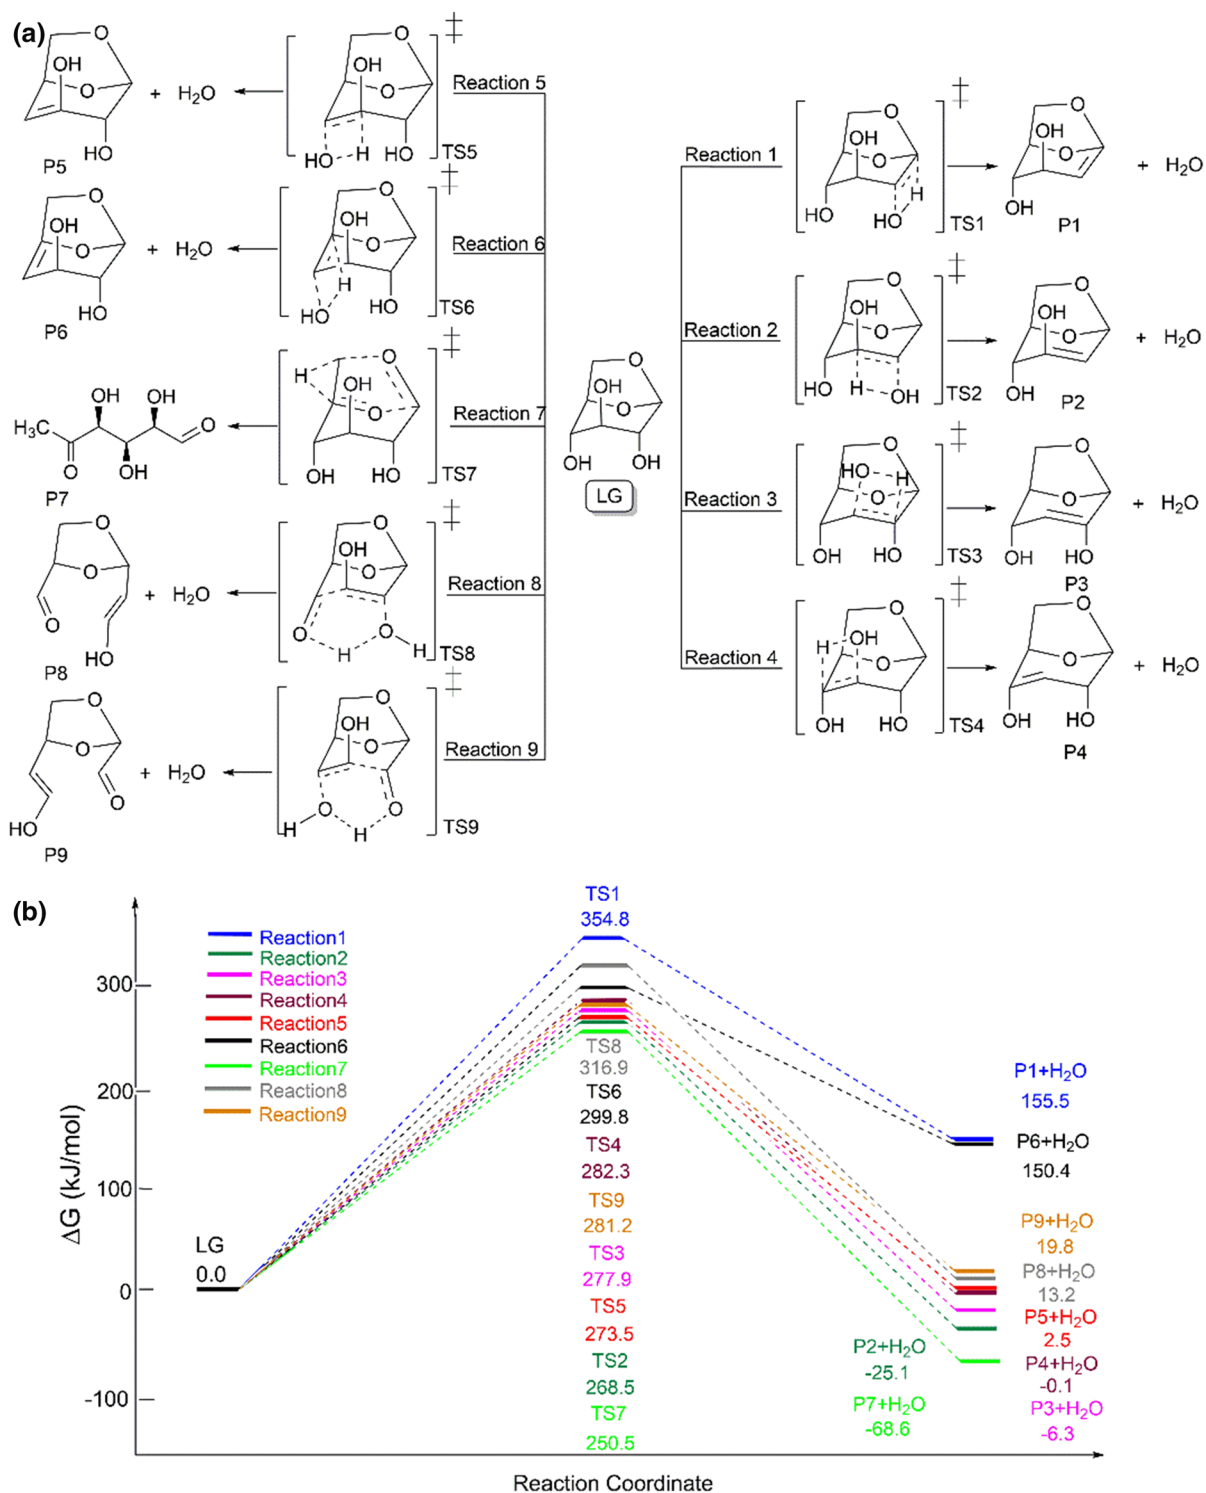 (a)
O
OH
O
HO
P5
+ H₂O
O
OH
O
HO
H
HO
‡
TS5
Reaction 5
O
OH
O
HO
P6
+ H₂O
O
OH
O
H
HO
HO
‡
TS6
Reaction 6
OH
OH
H₃C
O
O
OH
P7
O
H
OH
O
OH
HO
‡
TS7
Reaction 7
O
O
O
HO
P8
+ H₂O
O
OH
O
O
O
H
H
‡
TS8
Reaction 8
O
O
O
HO
P9
+ H₂O
O
OH
O
H
O
H
O
‡
TS9
Reaction 9
O
OH
O
OH
OH
LG
Reaction 1
O
OH
O
H
HO
HO
‡
TS1
O
OH
O
OH
P1
+ H₂O
Reaction 2
O
OH
O
HO
H
OH
‡
TS2
O
OH
O
OH
P2
+ H₂O
Reaction 3
O
HO
H
O
OH
HO
‡
TS3
O
O
OH
HO
P3
+ H₂O
Reaction 4
O
H
OH
O
OH
HO
‡
TS4
O
O
OH
HO
P4
+ H₂O
(b)
TS1
354.8
Reaction1
Reaction2
Reaction3
Reaction4
Reaction5
Reaction6
Reaction7
Reaction8
Reaction9
300
200
100
0
-100
ΔG (kJ/mol)
LG
0.0
TS8
316.9
TS6
299.8
TS4
282.3
TS9
281.2
TS3
277.9
TS5
273.5
TS2
268.5
TS7
250.5
P1+H₂O
155.5
P6+H₂O
150.4
P9+H₂O
19.8
P8+H₂O
13.2
P5+H₂O
2.5
P4+H₂O
-0.1
P3+H₂O
-6.3
P2+H₂O
-25.1
P7+H₂O
-68.6
Reaction Coordinate